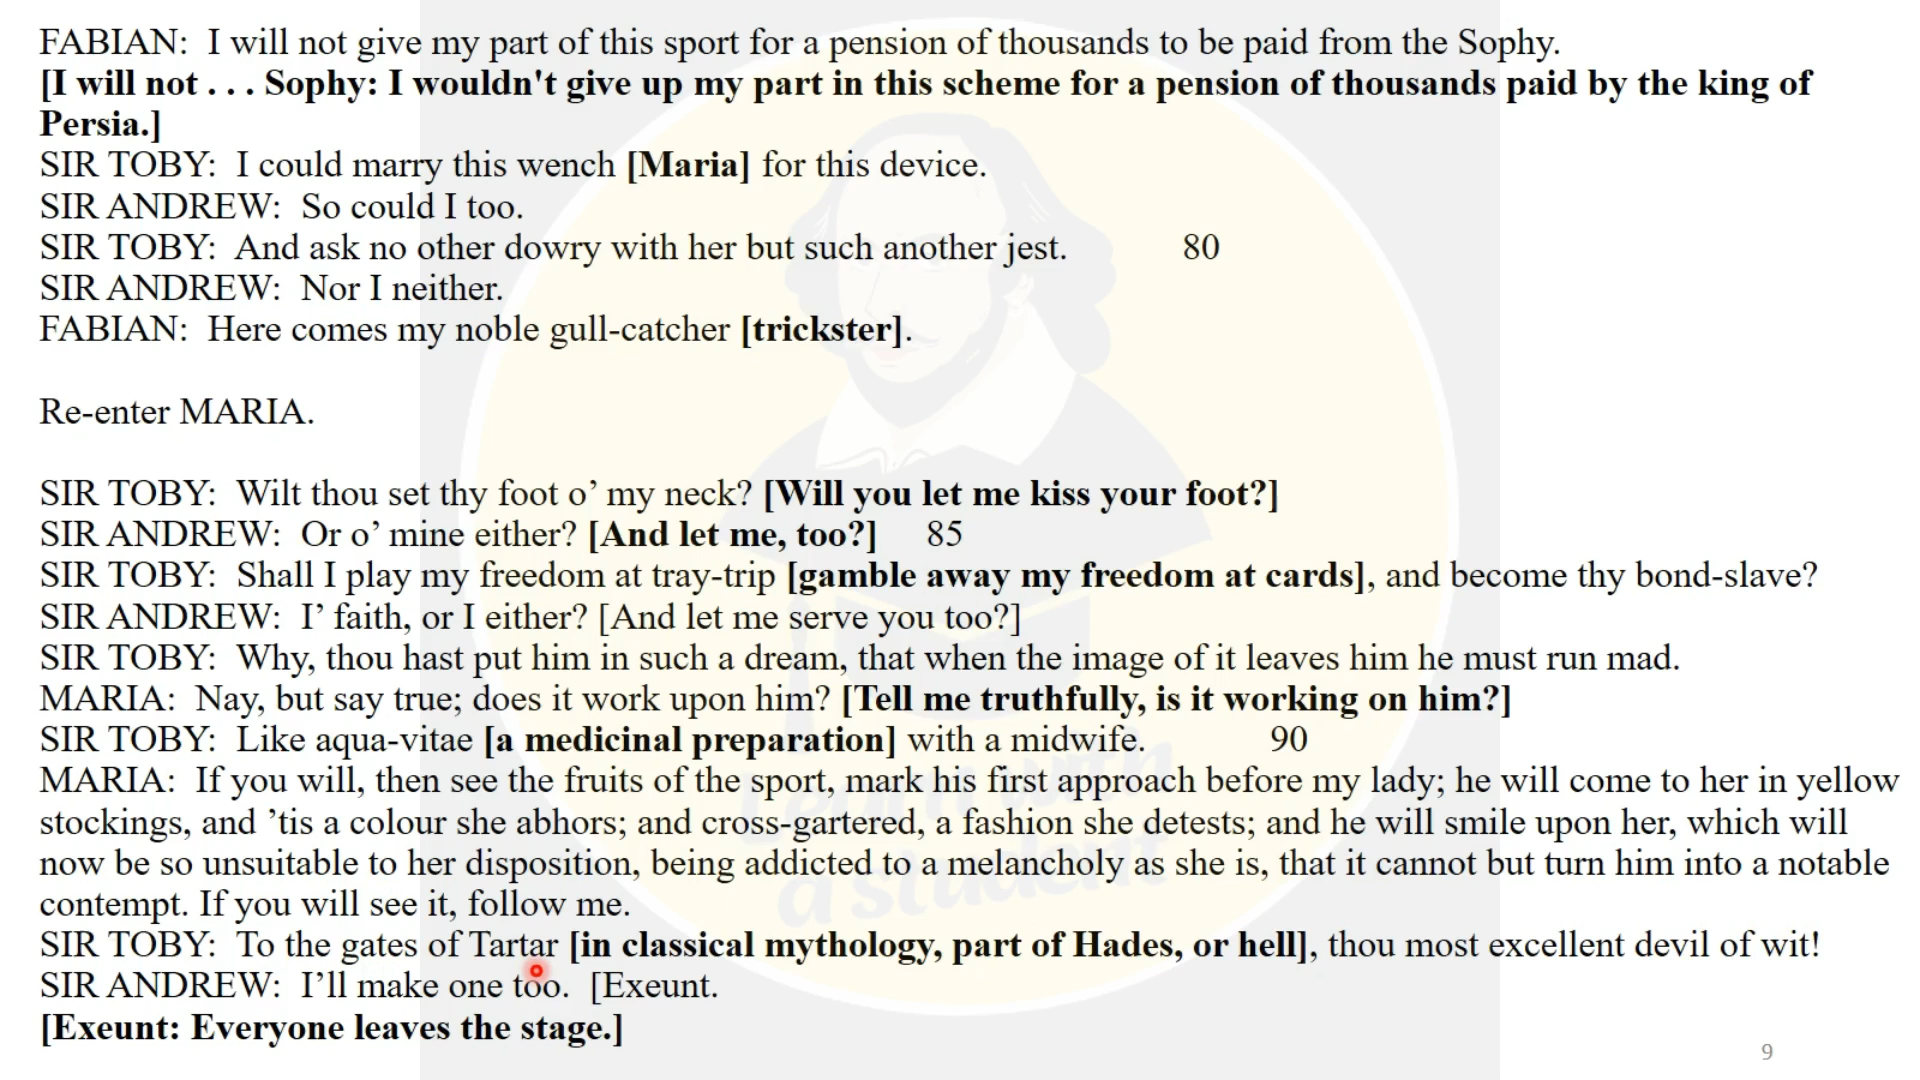 FABIAN:  I will not give my part of this sport for a pension of thousands to be paid from the Sophy.
[I will not . . . Sophy: I wouldn't give up my part in this scheme for a pension of thousands paid by the king of
Persia.]
SIR TOBY:  I could marry this wench [Maria] for this device.
SIR ANDREW:  So could I too.
SIR TOBY:  And ask no other dowry with her but such another jest.    80
SIR ANDREW:  Nor I neither.
FABIAN:  Here comes my noble gull-catcher [trickster].
Re-enter MARIA.
SIR TOBY:  Wilt thou set thy foot o’ my neck? [Will you let me kiss your foot?]
SIR ANDREW:  Or o’ mine either? [And let me, too?]    85
SIR TOBY:  Shall I play my freedom at tray-trip [gamble away my freedom at cards], and become thy bond-slave?
SIR ANDREW:  I’ faith, or I either? [And let me serve you too?]
SIR TOBY:  Why, thou hast put him in such a dream, that when the image of it leaves him he must run mad.
MARIA:  Nay, but say true; does it work upon him? [Tell me truthfully, is it working on him?]
SIR TOBY:  Like aqua-vitae [a medicinal preparation] with a midwife.    90
MARIA:  If you will, then see the fruits of the sport, mark his first approach before my lady; he will come to her in yellow
stockings, and ’tis a colour she abhors; and cross-gartered, a fashion she detests; and he will smile upon her, which will
now be so unsuitable to her disposition, being addicted to a melancholy as she is, that it cannot but turn him into a notable
contempt. If you will see it, follow me.
SIR TOBY:  To the gates of Tartar [in classical mythology, part of Hades, or hell], thou most excellent devil of wit!
SIR ANDREW:  I’ll make one too.  [Exeunt.
[Exeunt: Everyone leaves the stage.]
9
Learn with
a student